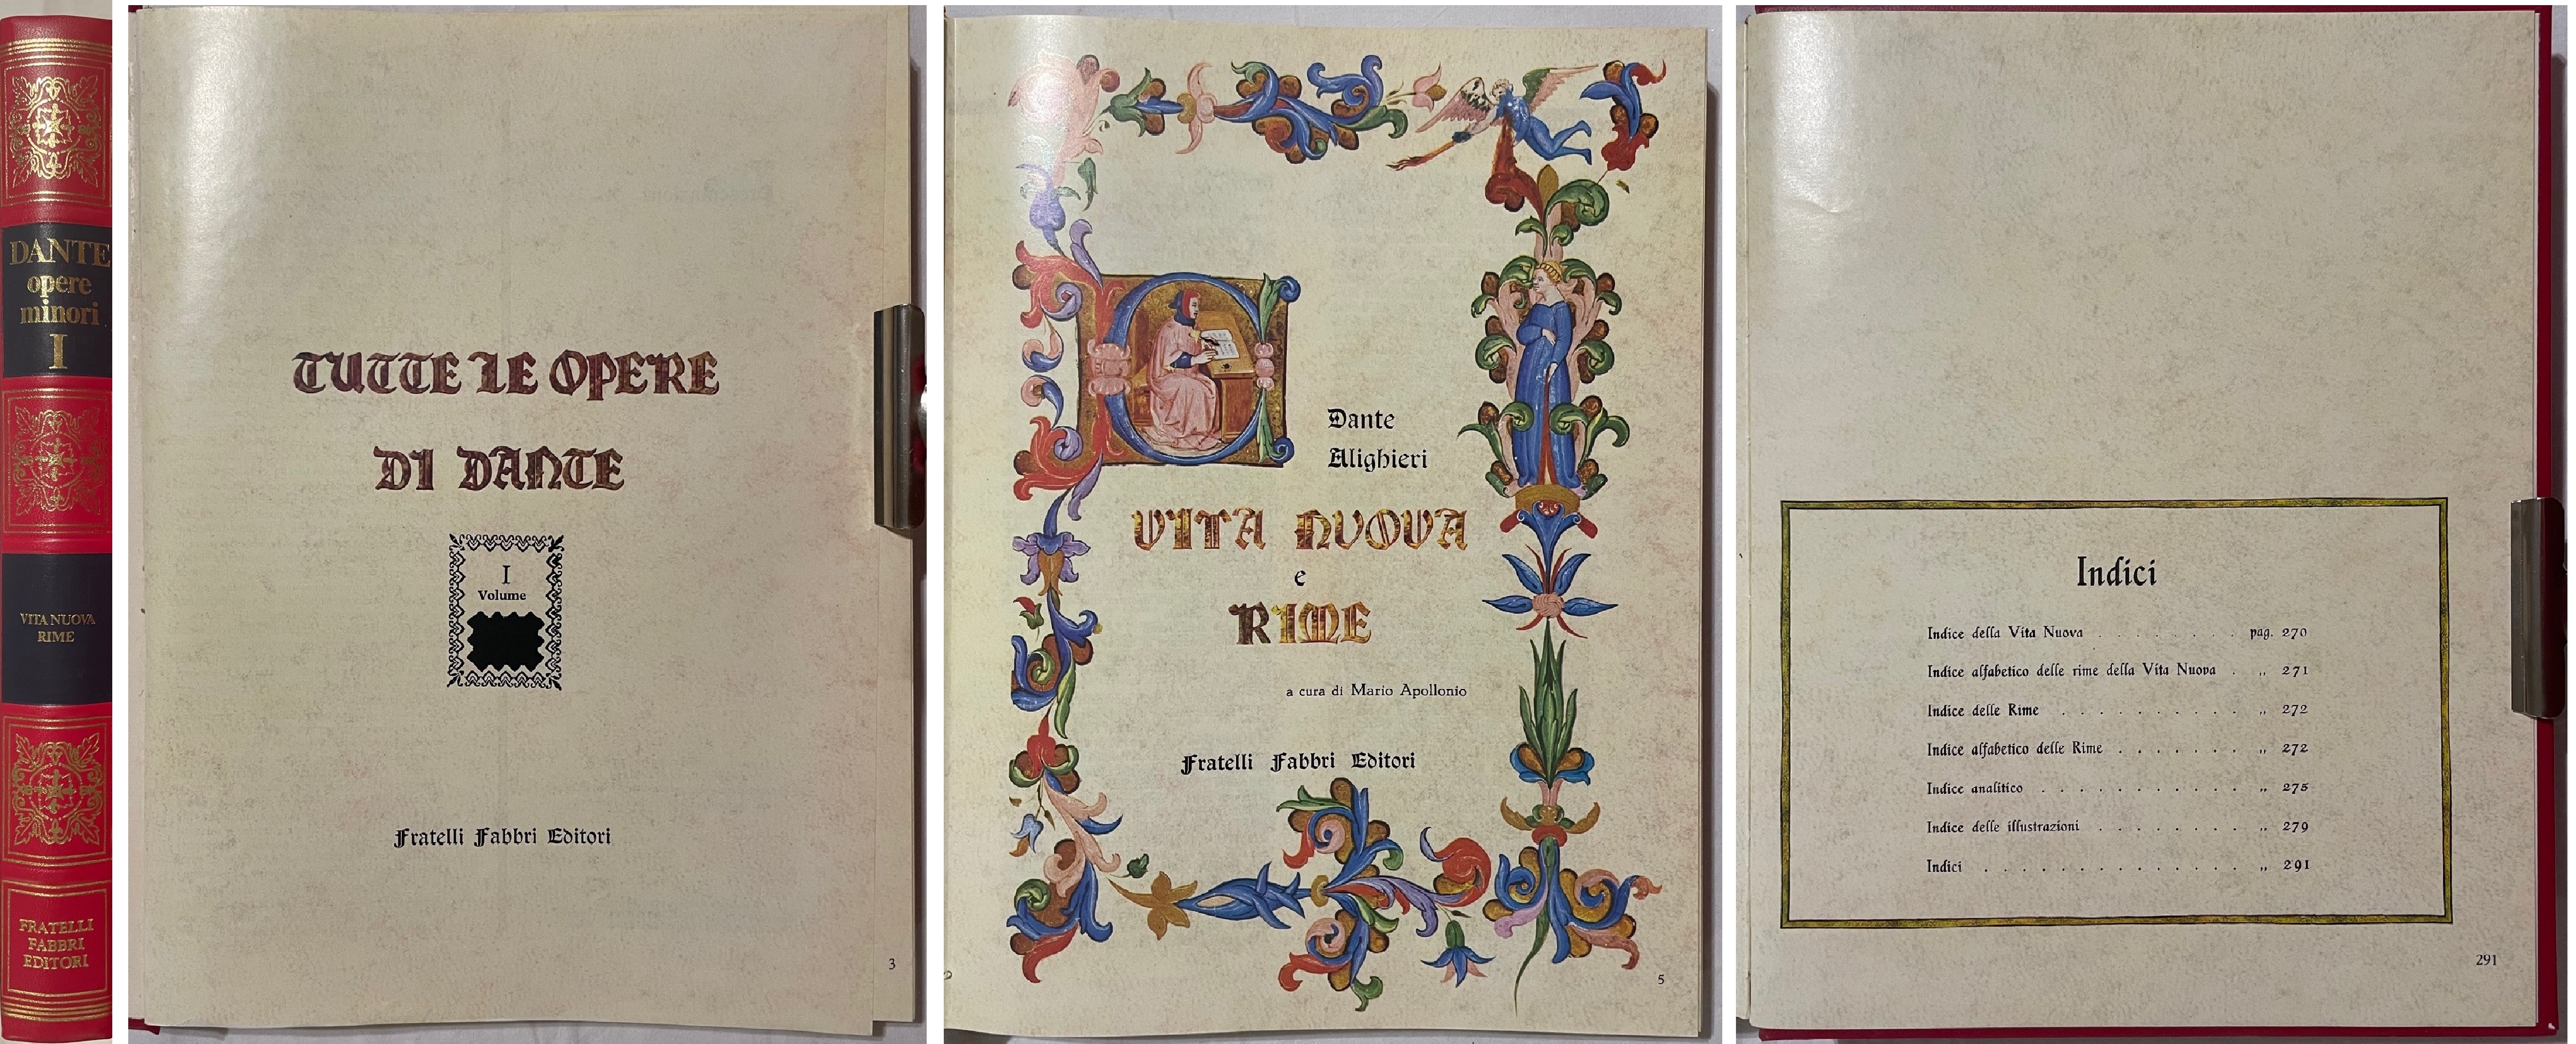 DANTE
opere
minori
I
VITA NUOVA
RIME
FRATELLI
FABBRI
EDITORI
TUTTE LE OPERE
DI DANTE
I
Volume
Fratelli Fabbri Editori
3
Dante
Alighieri
VITA NUOVA
e
RIME
a cura di Mario Apollonio
Fratelli Fabbri Editori
5
Indici
Indice della Vita Nuova . . . . . . . . pag. 270
Indice alfabetico delle rime della Vita Nuova . ,, 271
Indice delle Rime . . . . . . . . . . ,, 272
Indice alfabetico delle Rime . . . . . . . ,, 272
Indice analitico . . . . . . . . . . . ,, 275
Indice delle illustrazioni . . . . . . . . ,, 279
Indici . . . . . . . . . . . . . . ,, 291
291